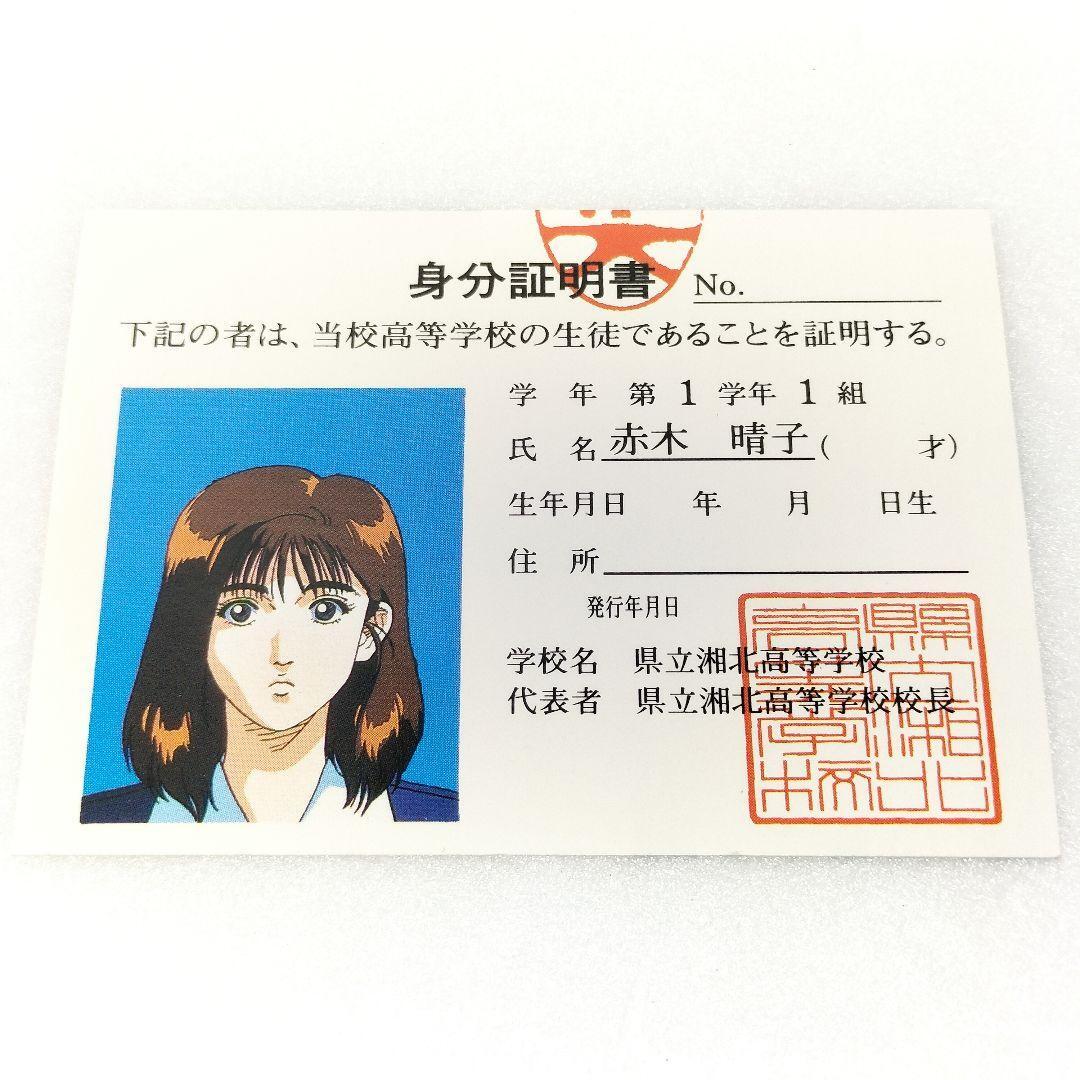 身分証明書 No.
下記の者は、当校高等学校の生徒であることを証明する。
学 年 第 1 学年 1 組
氏 名 赤木 晴子 ( 才)
生年月日 年 月 日生
住 所
発行年月日
学校名 県立湘北高等学校
代表者 県立湘北高等学校校長